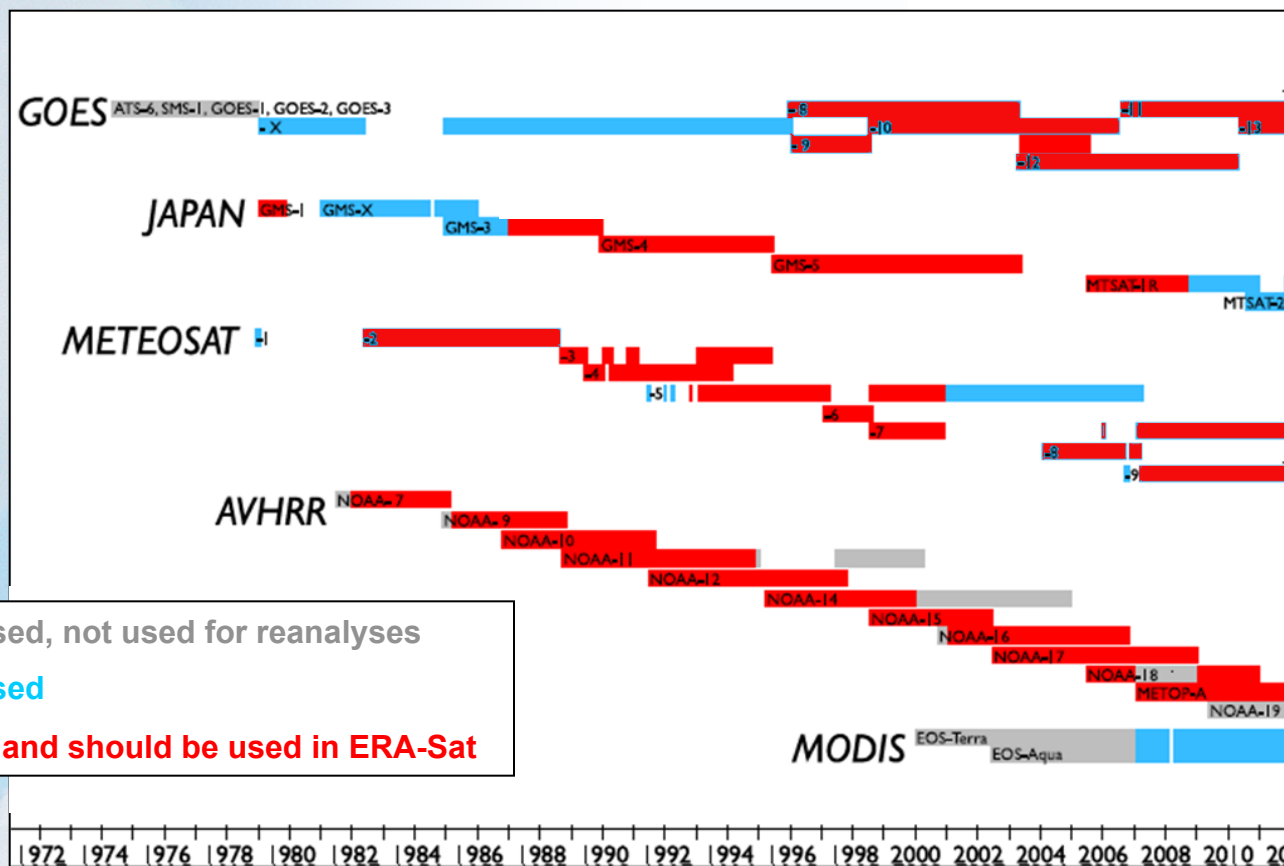 GOES ATS-6, SMS-1, GOES-1, GOES-2, GOES-3
-X
-8
-9
-10
-11
-12
-13
JAPAN
GMS-1
GMS-X
GMS-3
GMS-4
GMS-5
MTSAT-1R
MTSAT-2
METEOSAT
-1
-2
-3
-4
-5
-6
-7
-8
-9
AVHRR
NOAA-7
NOAA-9
NOAA-10
NOAA-11
NOAA-12
NOAA-14
NOAA-15
NOAA-16
NOAA-17
NOAA-18
METOP-A
NOAA-19
MODIS
EOS-Terra
EOS-Aqua
sed, not used for reanalyses
sed
and should be used in ERA-Sat
1972 1974 1976 1978 1980 1982 1984 1986 1988 1990 1992 1994 1996 1998 2000 2002 2004 2006 2008 2010 20